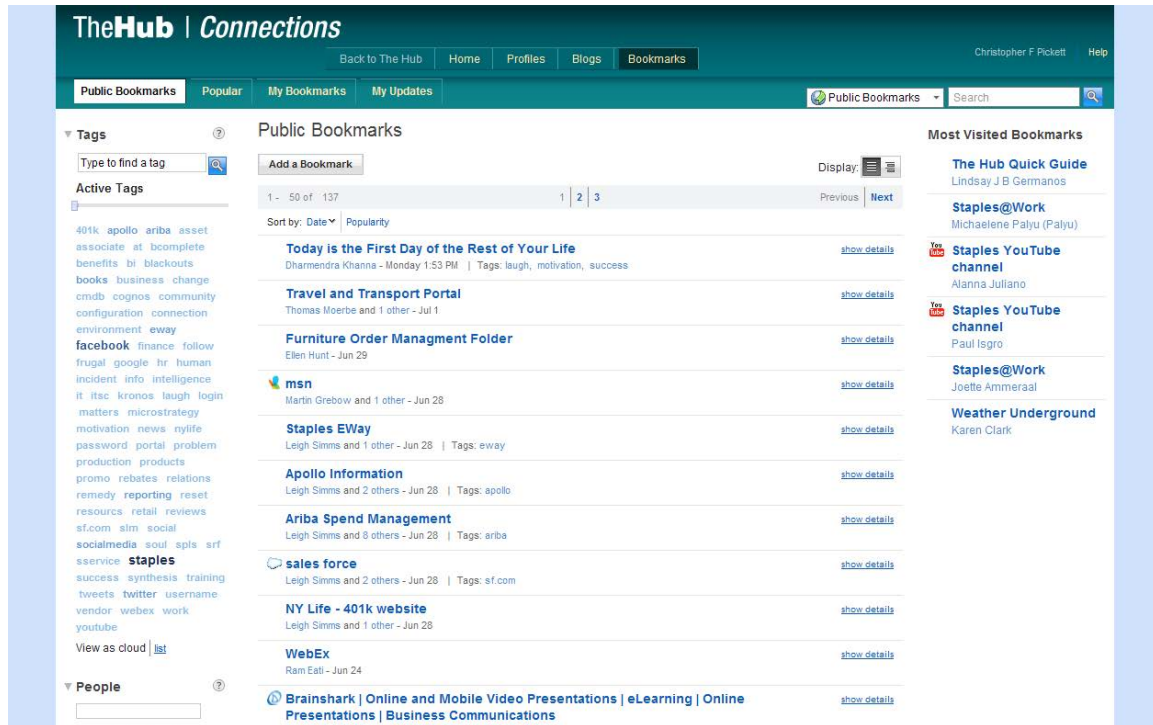 TheHub | Connections
Back to The Hub Home Profiles Blogs Bookmarks
Christopher F Pickett Help
Public Bookmarks Popular My Bookmarks My Updates
Public Bookmarks Search
Tags ?
Type to find a tag
Active Tags
401k apollo ariba asset
associate at bcomplete
benefits bi blackouts
books business change
cmdb cognos community
configuration connection
environment eway
facebook finance follow
frugal google hr human
incident info intelligence
it itsc kronos laugh login
matters microstrategy
motivation news nylife
password portal problem
production products
promo rebates relations
remedy reporting reset
resourcs retail reviews
sf.com slm social
socialmedia soul spls srf
sservice staples
success synthesis training
tweets twitter username
vendor webex work
youtube
View as cloud | list
People ?
Public Bookmarks
Add a Bookmark
Display:
1 - 50 of 137 1 | 2 | 3 Previous | Next
Sort by: Date | Popularity
Today is the First Day of the Rest of Your Life show details
Dharmendra Khanna - Monday 1:53 PM | Tags: laugh, motivation, success
Travel and Transport Portal show details
Thomas Moerbe and 1 other - Jul 1
Furniture Order Managment Folder show details
Ellen Hunt - Jun 29
msn show details
Martin Grebow and 1 other - Jun 28
Staples EWay show details
Leigh Simms and 1 other - Jun 28 | Tags: eway
Apollo Information show details
Leigh Simms and 2 others - Jun 28 | Tags: apollo
Ariba Spend Management show details
Leigh Simms and 8 others - Jun 28 | Tags: ariba
sales force show details
Leigh Simms and 2 others - Jun 28 | Tags: sf.com
NY Life - 401k website show details
Leigh Simms and 1 other - Jun 28
WebEx show details
Ram Eati - Jun 24
Brainshark | Online and Mobile Video Presentations | eLearning | Online show details
Presentations | Business Communications
Most Visited Bookmarks
The Hub Quick Guide
Lindsay J B Germanos
Staples@Work
Michaelene Palyu (Palyu)
You Tube Staples YouTube
channel
Alanna Juliano
You Tube Staples YouTube
channel
Paul Isgro
Staples@Work
Joette Ammeraal
Weather Underground
Karen Clark